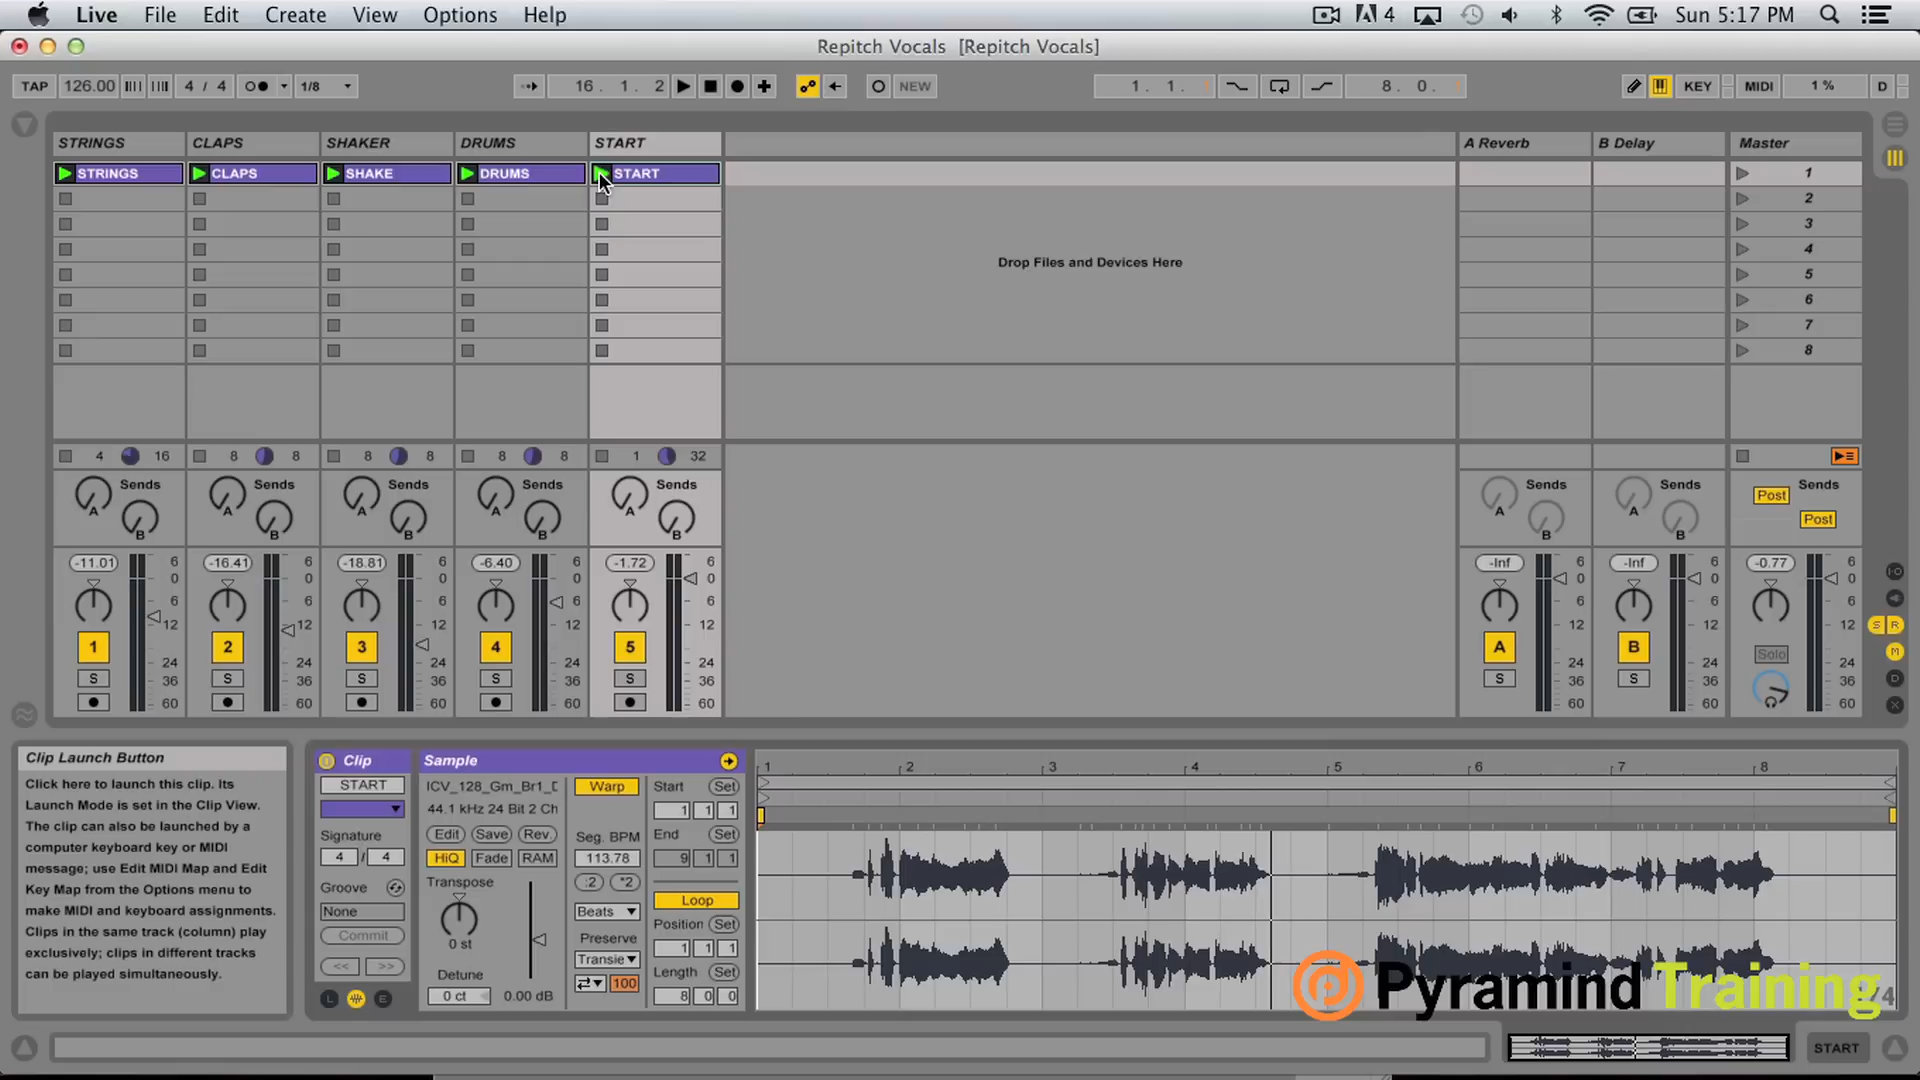 Live File Edit Create View Options Help 4 Sun 5:17 PM
Repitch Vocals [Repitch Vocals]
TAP 126.00 4 / 4 1/8 16. 1. 2 NEW 1. 1. 8. 0. KEY MIDI 1 % D
STRINGS CLAPS SHAKER DRUMS START A Reverb B Delay Master
STRINGS CLAPS SHAKE DRUMS START 1
2
3
Drop Files and Devices Here
4
5
6
7
8
4 16 8 8 8 8 8 8 1 32
Sends Sends Sends Sends Sends Sends Sends Post Sends
A B A B A B A B A B A B A B Post
-11.01 6 -16.41 6 -18.81 6 -6.40 6 -1.72 6 -Inf 6 -Inf 6 -0.77 6
0 0 0 0 0 0 0 0
6 6 6 6 6 6 6 6
12 12 12 12 12 12 12 12 S R
1 2 3 4 5 A B Solo M
24 24 24 24 24 24 24 24
S S S S S S S D
36 36 36 36 36 36 36 36
60 60 60 60 60 60 60 60 X
Clip Launch Button
Click here to launch this clip. Its
Launch Mode is set in the Clip View.
The clip can also be launched by a
computer keyboard key or MIDI
message; use Edit MIDI Map and Edit
Key Map from the Options menu to
make MIDI and keyboard assignments.
Clips in the same track (column) play
exclusively; clips in different tracks
can be played simultaneously.
Clip
START
Signature
4 / 4
Groove
None
Commit
<< >>
L E
Sample
ICV_128_Gm_Br1_D
44.1 kHz 24 Bit 2 Ch
Edit Save Rev.
HiQ Fade RAM
Transpose
0 st
Detune
0 ct 0.00 dB
Warp
Seg. BPM
113.78
:2 *2
Beats
Preserve
Transie
100
Start Set
1 1 1
End Set
9 1 1
Loop
Position Set
1 1 1
Length Set
8 0 0
1 2 3 4 5 6 7 8
Pyramind Training
START